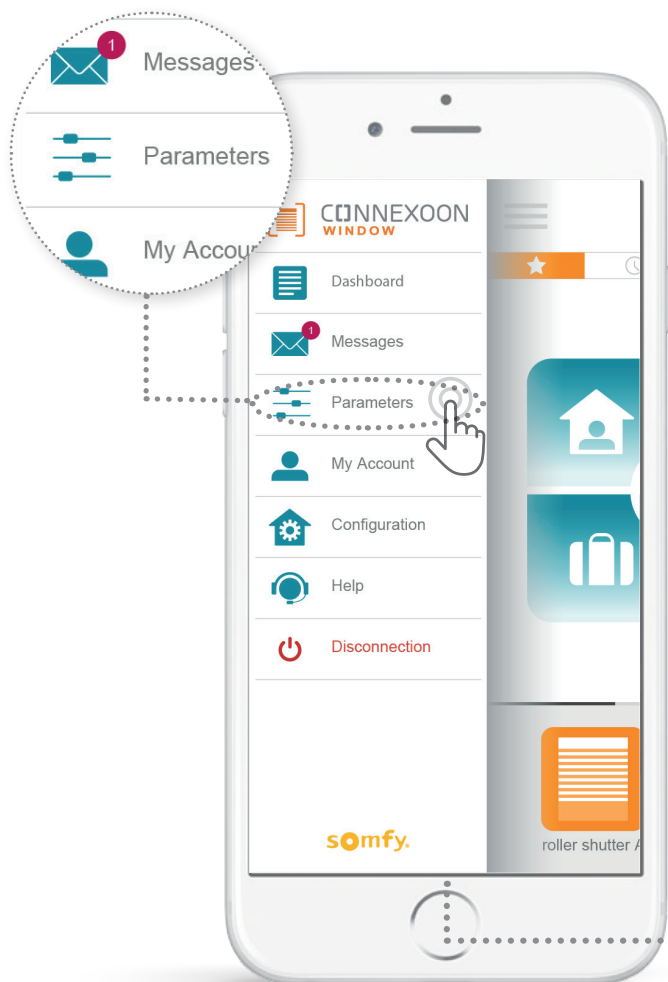 1
Messages
Parameters
My Accou
CONNEXOON
WINDOW
Dashboard
1
Messages
Parameters
My Account
Configuration
Help
Disconnection
somfy.
roller shutter A